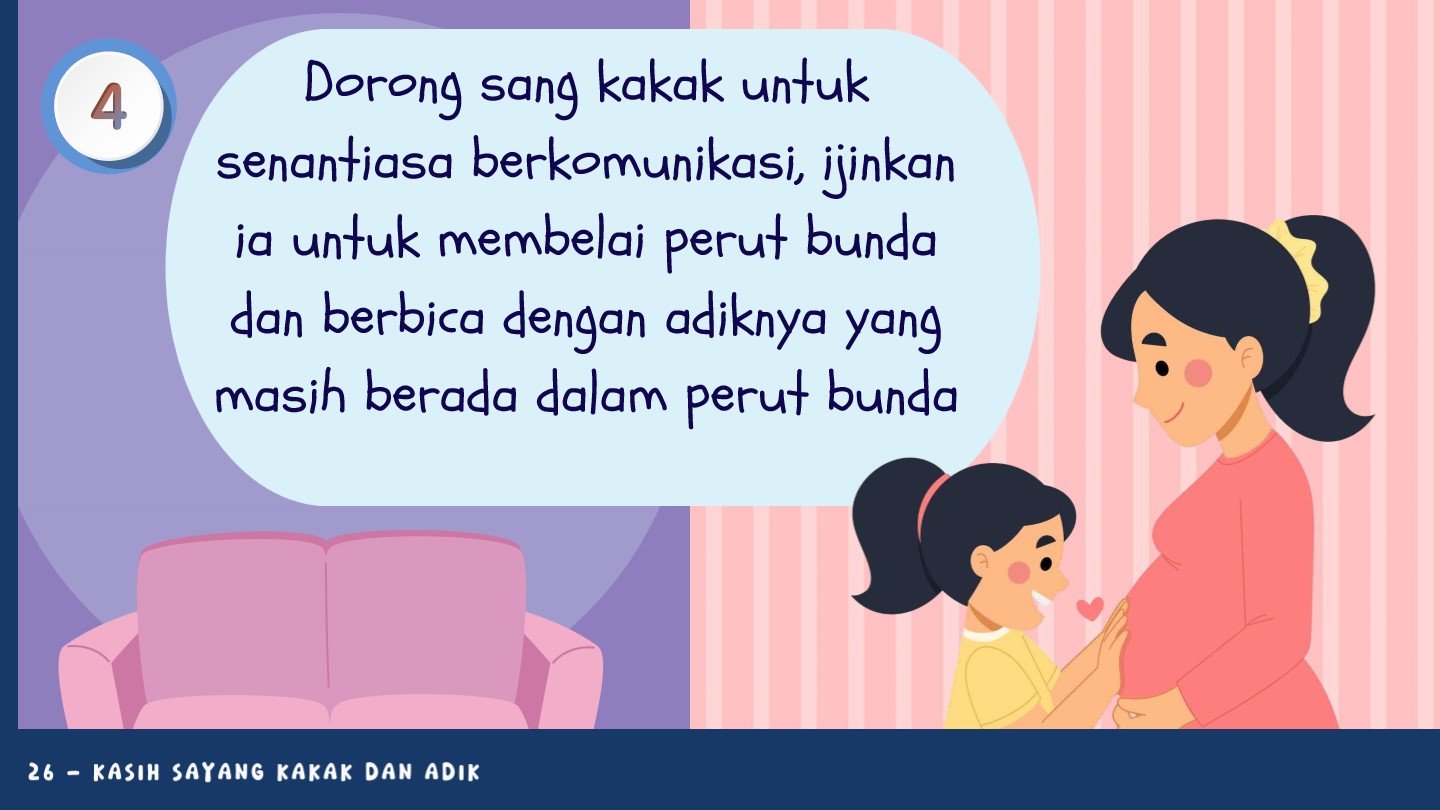 4
Dorong sang kakak untuk
senantiasa berkomunikasi, ijinkan
ia untuk membelai perut bunda
dan berbica dengan adiknya yang
masih berada dalam perut bunda
26 - KASIH SAYANG KAKAK DAN ADIK